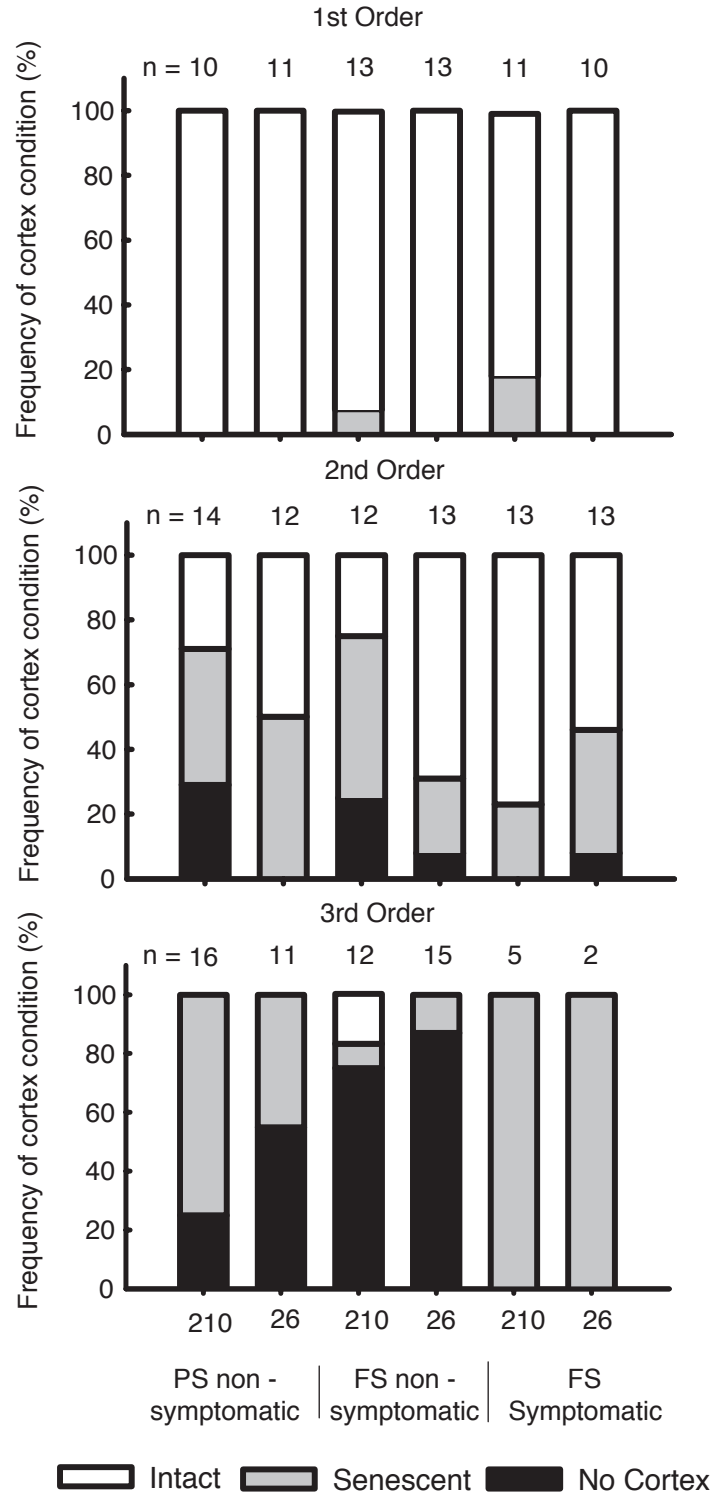 1st Order
n = 10 11 13 13 11 10
Frequency of cortex condition (%)
100
80
60
40
20
0
2nd Order
n = 14 12 12 13 13 13
Frequency of cortex condition (%)
100
80
60
40
20
0
3rd Order
n = 16 11 12 15 5 2
Frequency of cortex condition (%)
100
80
60
40
20
0
210 26 210 26 210 26
PS non -
symptomatic
FS non -
symptomatic
FS
Symptomatic
Intact Senescent No Cortex